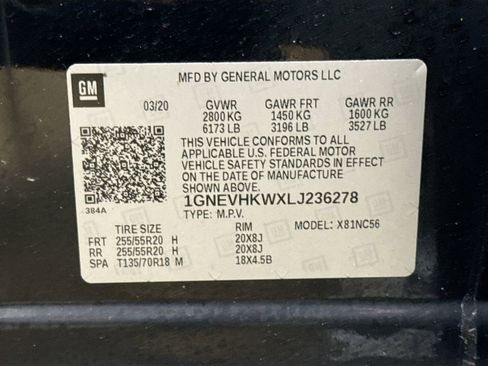 GM
MFD BY GENERAL MOTORS LLC
03/20 GVWR GAWR FRT GAWR RR
2800 KG 1450 KG 1600 KG
6173 LB 3196 LB 3527 LB
THIS VEHICLE CONFORMS TO ALL
APPLICABLE U.S. FEDERAL MOTOR
VEHICLE SAFETY STANDARDS IN EFFECT
ON THE DATE OF MANUFACTURE
SHOWN ABOVE.
384A
1GNEVHKWXLJ236278
TYPE: M.P.V.
TIRE SIZE RIM MODEL: X81NC56
FRT 255/55R20 H 20X8J
RR 255/55R20 H 20X8J
SPA T135/70R18 M 18X4.5B